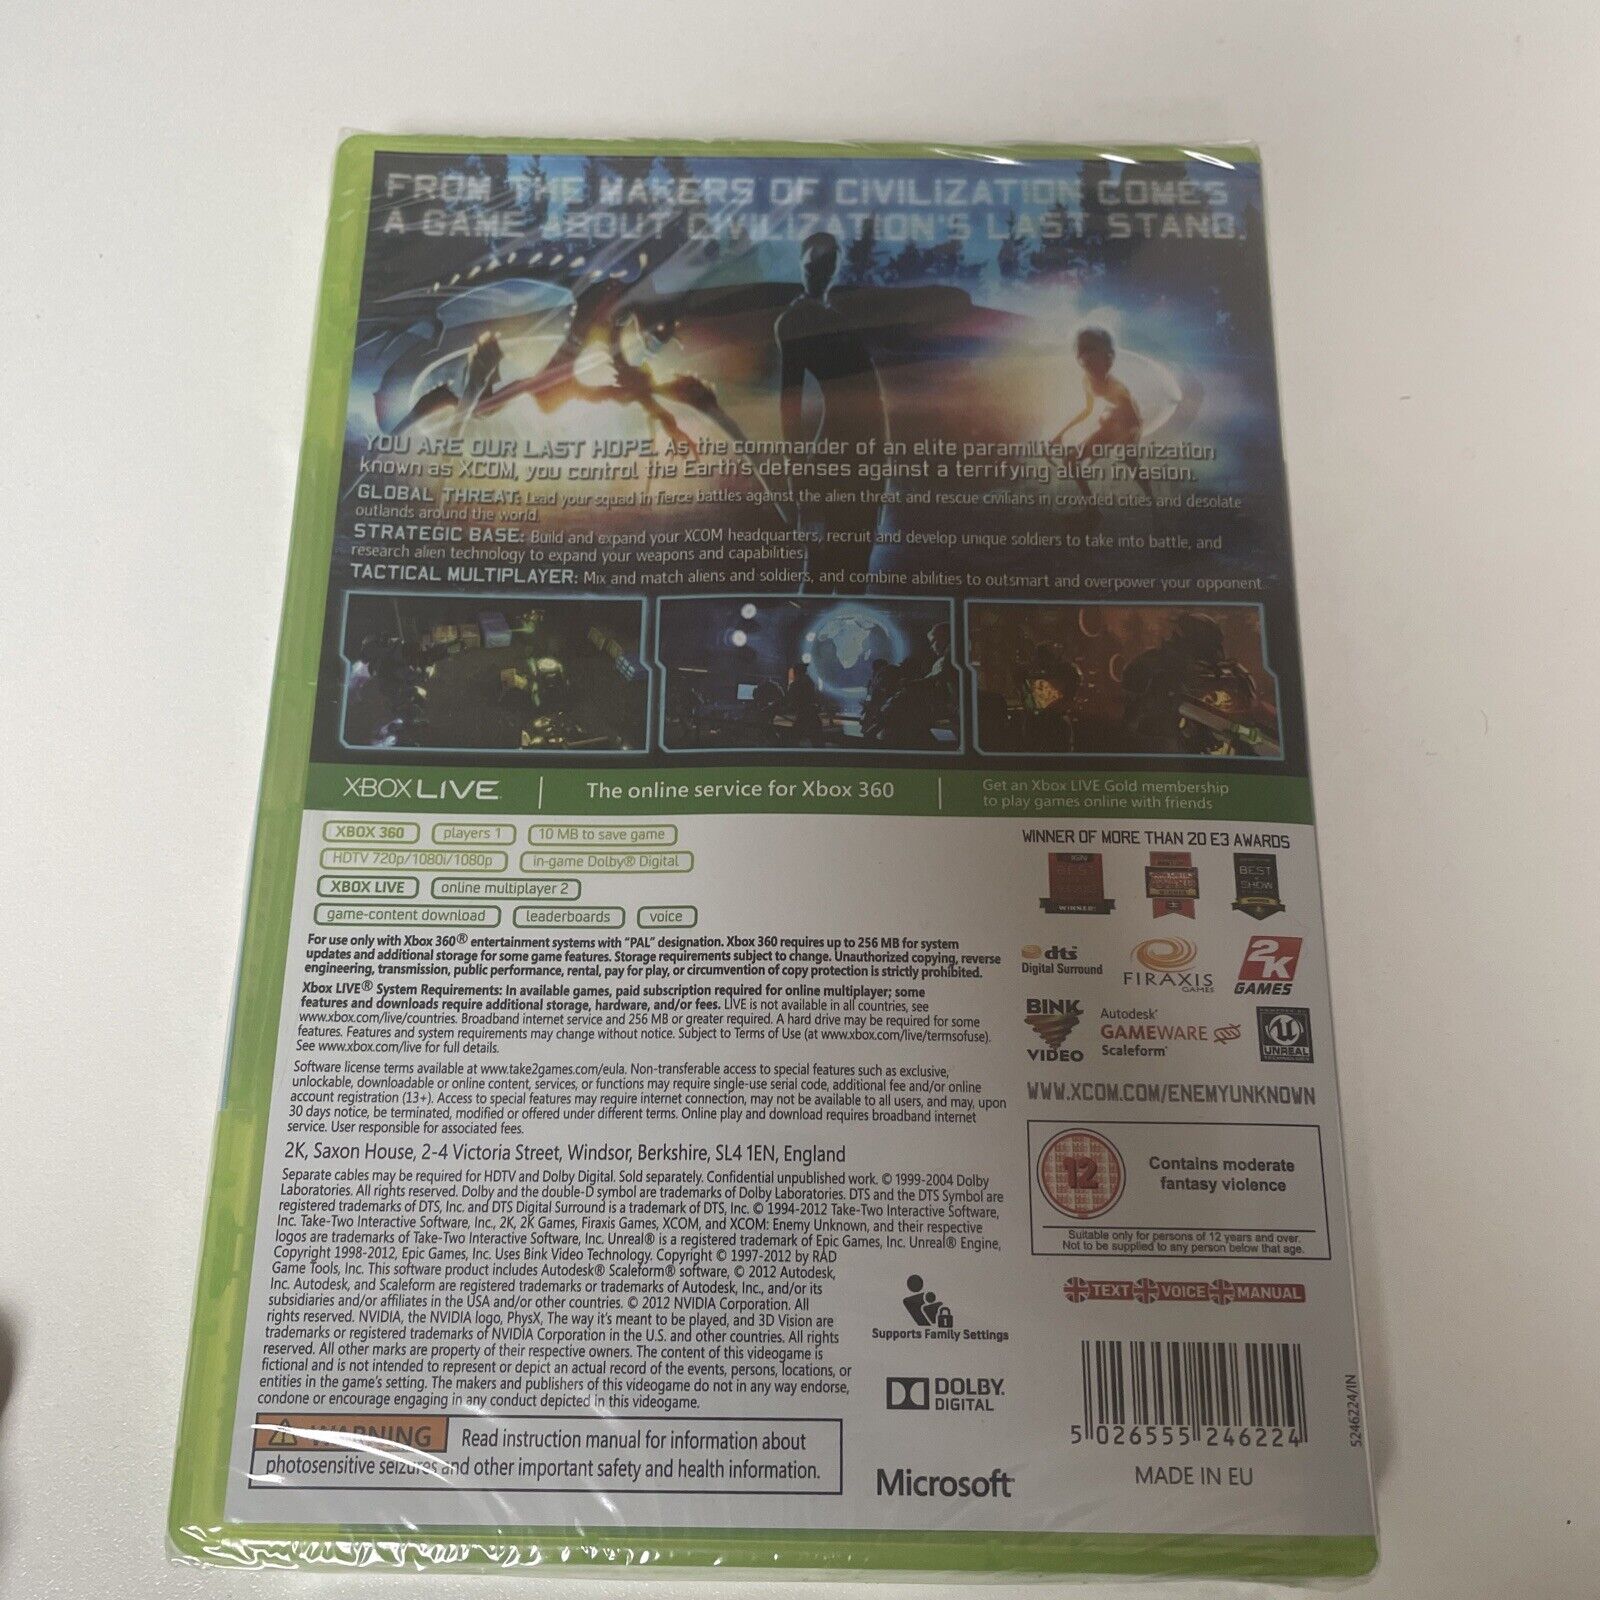 FROM THE MAKERS OF CIVILIZATION COMES
A GAME ABOUT CIVILIZATION'S LAST STAND.
YOU ARE OUR LAST HOPE. As the commander of an elite paramilitary organization
known as XCOM, you control the Earth's defenses against a terrifying alien invasion.
GLOBAL THREAT: Lead your squad in fierce battles against the alien threat and rescue civilians in crowded cities and desolate
outlands around the world.
STRATEGIC BASE: Build and expand your XCOM headquarters, recruit and develop unique soldiers to take into battle, and
research alien technology to expand your weapons and capabilities.
TACTICAL MULTIPLAYER: Mix and match aliens and soldiers, and combine abilities to outsmart and overpower your opponent.
XBOX LIVE
The online service for Xbox 360
Get an Xbox LIVE Gold membership
to play games online with friends
XBOX 360 players 1 10 MB to save game
HDTV 720p/1080i/1080p in-game Dolby® Digital
XBOX LIVE online multiplayer 2
game-content download leaderboards voice
For use only with Xbox 360® entertainment systems with "PAL" designation. Xbox 360 requires up to 256 MB for system
updates and additional storage for some game features. Storage requirements subject to change. Unauthorized copying, reverse
engineering, transmission, public performance, rental, pay for play, or circumvention of copy protection is strictly prohibited.
Xbox LIVE® System Requirements: In available games, paid subscription required for online multiplayer; some
features and downloads require additional storage, hardware, and/or fees. LIVE is not available in all countries, see
www.xbox.com/live/countries. Broadband internet service and 256 MB or greater required. A hard drive may be required for some
features. Features and system requirements may change without notice. Subject to Terms of Use (at www.xbox.com/live/termsofuse).
See www.xbox.com/live for full details.
Software license terms available at www.take2games.com/eula. Non-transferable access to special features such as exclusive,
unlockable, downloadable or online content, services, or functions may require single-use serial code, additional fee and/or online
account registration (13+). Access to special features may require internet connection, may not be available to all users, and may, upon
30 days notice, be terminated, modified or offered under different terms. Online play and download requires broadband internet
service. User responsible for associated fees.
2K, Saxon House, 2-4 Victoria Street, Windsor, Berkshire, SL4 1EN, England
Separate cables may be required for HDTV and Dolby Digital. Sold separately. Confidential unpublished work. © 1999-2004 Dolby
Laboratories. All rights reserved. Dolby and the double-D symbol are trademarks of Dolby Laboratories. DTS and the DTS Symbol are
registered trademarks of DTS, Inc. and DTS Digital Surround is a trademark of DTS, Inc. © 1994-2012 Take-Two Interactive Software,
Inc. Take-Two Interactive Software, Inc., 2K, 2K Games, Firaxis Games, XCOM, and XCOM: Enemy Unknown, and their respective
logos are trademarks of Take-Two Interactive Software, Inc. Unreal® is a registered trademark of Epic Games, Inc. Unreal® Engine,
Copyright 1998-2012, Epic Games, Inc. Uses Bink Video Technology. Copyright © 1997-2012 by RAD
Game Tools, Inc. This software product includes Autodesk® Scaleform® software, © 2012 Autodesk,
Inc. Autodesk, and Scaleform are registered trademarks or trademarks of Autodesk, Inc., and/or its
subsidiaries and/or affiliates in the USA and/or other countries. © 2012 NVIDIA Corporation. All
rights reserved. NVIDIA, the NVIDIA logo, PhysX, The way it's meant to be played, and 3D Vision are
trademarks or registered trademarks of NVIDIA Corporation in the U.S. and other countries. All rights
reserved. All other marks are property of their respective owners. The content of this videogame is
fictional and is not intended to represent or depict an actual record of the events, persons, locations, or
entities in the game's setting. The makers and publishers of this videogame do not in any way endorse,
condone or encourage engaging in any conduct depicted in this videogame.
WARNING Read instruction manual for information about
photosensitive seizures and other important safety and health information.
WINNER OF MORE THAN 20 E3 AWARDS
IGN
BEST
WINNER
BEST
SHOW
dts
Digital Surround
FIRAXIS
GAMES
2K
GAMES
BINK
VIDEO
Autodesk®
GAMEWARE
Scaleform®
UNREAL
TECHNOLOGY
WWW.XCOM.COM/ENEMYUNKNOWN
12
Contains moderate
fantasy violence
Suitable only for persons of 12 years and over.
Not to be supplied to any person below that age.
TEXT VOICE MANUAL
Supports Family Settings
DOLBY
DIGITAL
Microsoft
5 026555 246224
MADE IN EU
5246224/IN